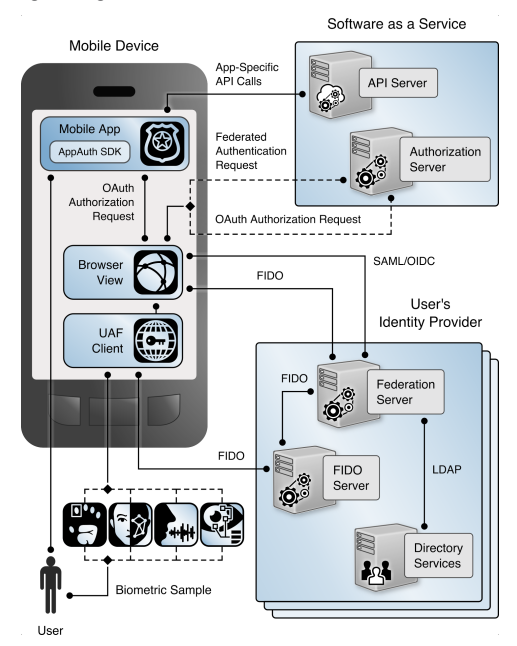 Software as a Service
Mobile Device
App-Specific
API Calls
API Server
Mobile App
AppAuth SDK
Federated
Authentication
Request
Authorization
Server
OAuth
Authorization
Request
OAuth Authorization Request
Browser
View
SAML/OIDC
FIDO
User's
Identity Provider
UAF
Client
FIDO
Federation
Server
FIDO
FIDO
Server
LDAP
Directory
Services
Biometric Sample
User